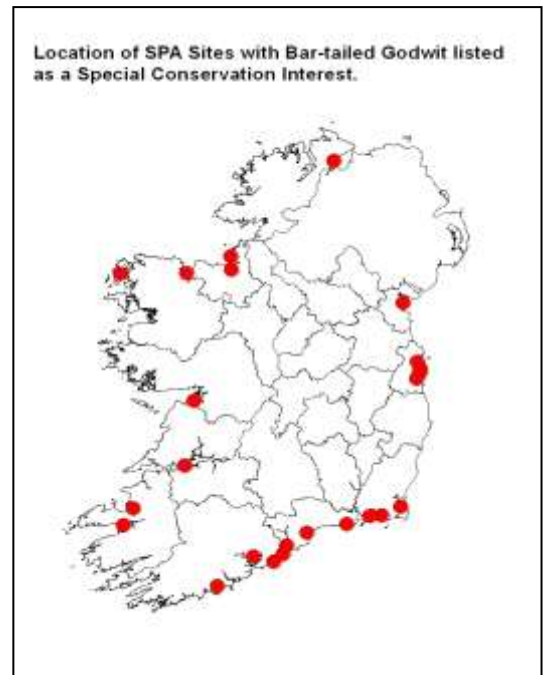 Location of SPA Sites with Bar-tailed Godwit listed
as a Special Conservation Interest.